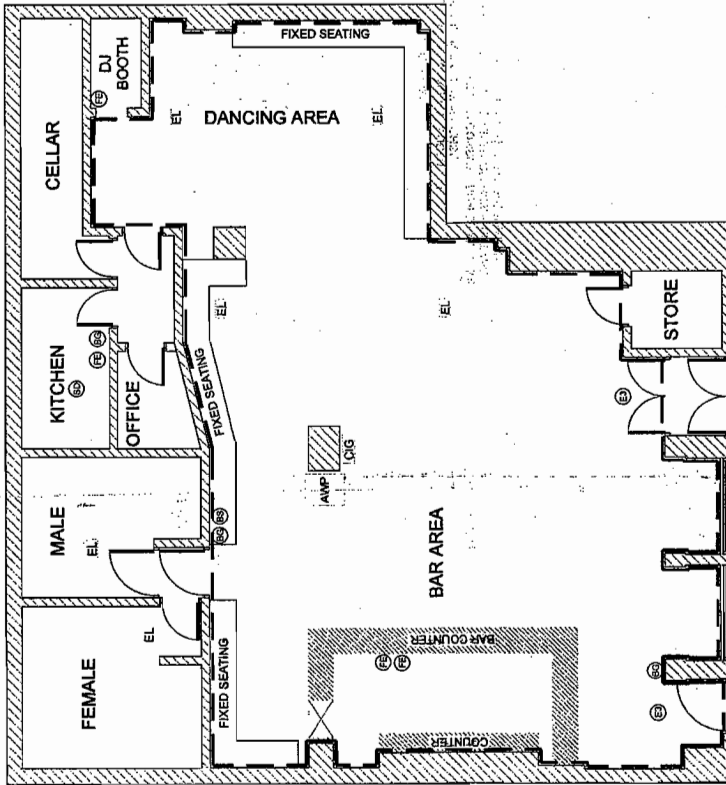 FIXED SEATING
DJ
BOOTH
FE
CELLAR
EL
DANCING AREA
EL
KITCHEN
SD
FE
BG
OFFICE
EL
EL
FIXED SEATING
STORE
E3
MALE
EL
AWP
CIG
BG
BS
BAR AREA
FEMALE
EL
FIXED SEATING
BAR COUNTER
FE
FE
COUNTER
BG
E3